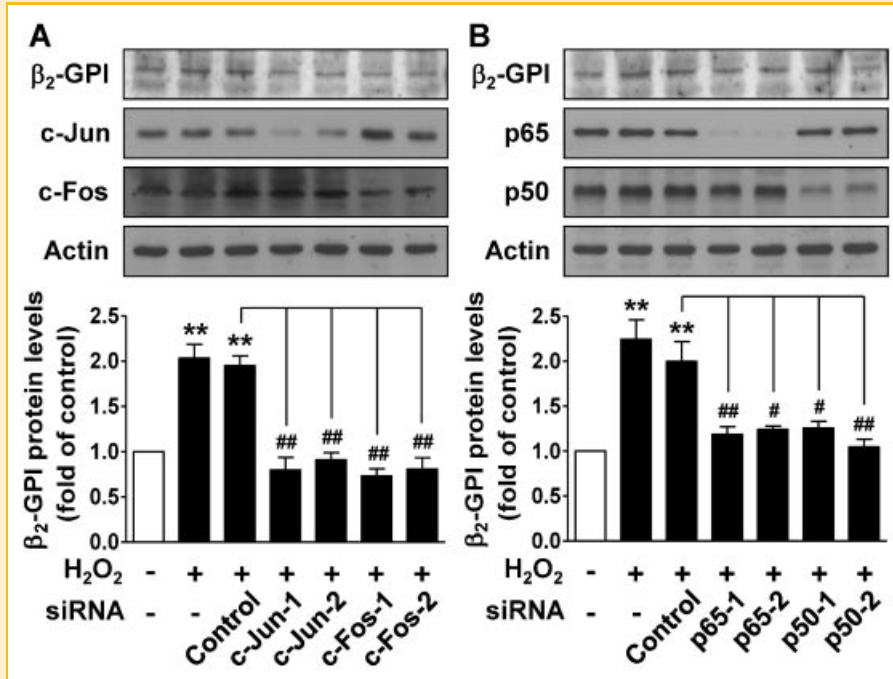 A
β₂-GPI
c-Jun
c-Fos
Actin
β₂-GPI protein levels
(fold of control)
2.5
2.0
1.5
1.0
0.5
0.0
** ** ## ## ## ##
H₂O₂ - + + + + + +
siRNA - - Control c-Jun-1 c-Jun-2 c-Fos-1 c-Fos-2
B
β₂-GPI
p65
p50
Actin
β₂-GPI protein levels
(fold of control)
2.5
2.0
1.5
1.0
0.5
0.0
** ** ## # # ##
- + + + + + +
- - Control p65-1 p65-2 p50-1 p50-2